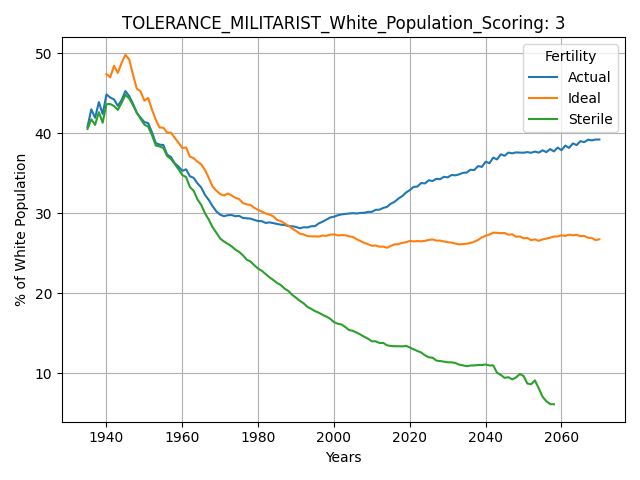 TOLERANCE_MILITARIST_White_Population_Scoring: 3
% of White Population
50
40
30
20
10
Fertility
Actual
Ideal
Sterile
1940 1960 1980 2000 2020 2040 2060
Years